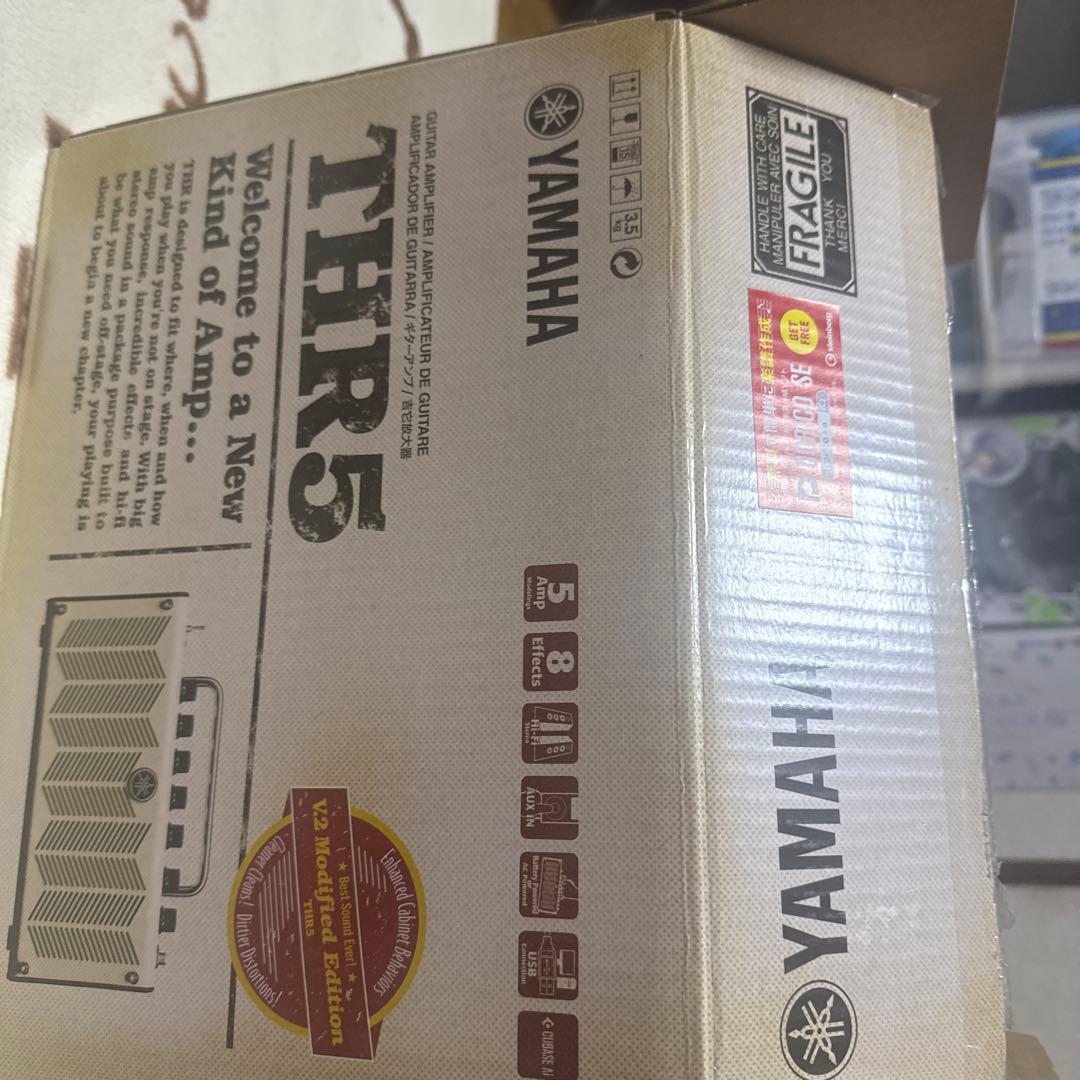 HANDLE WITH CARE
MANIPULER AVEC SOIN
FRAGILE
THANK YOU
MERCI
GET
FREE
steinberg
YAMAHA
15
3.5
kg
YAMAHA
5
Amp
Modelings
8
Effects
Hi-Fi
Stereo
AUX IN
Battery Powered
or
AC Powered
USB
Connection
CUBASE AI
GUITAR AMPLIFIER / AMPLIFICATEUR DE GUITARE
AMPLIFICADOR DE GUITARRA / ギターアンプ / 吉它放大器
THR5
Welcome to a New
Kind of Amp...
THR is designed to fit where, when and how
you play when you're not on stage. With big
amp response, incredible effects and hi-fi
stereo sound in a package purpose built to
be what you need off-stage, your playing is
about to begin a new chapter.
Enhanced Cabinet Behaviors
★ Best Sound Ever! ★
V.2 Modified Edition
THR5
Cleaner Cleans / Dirtier Distortions!